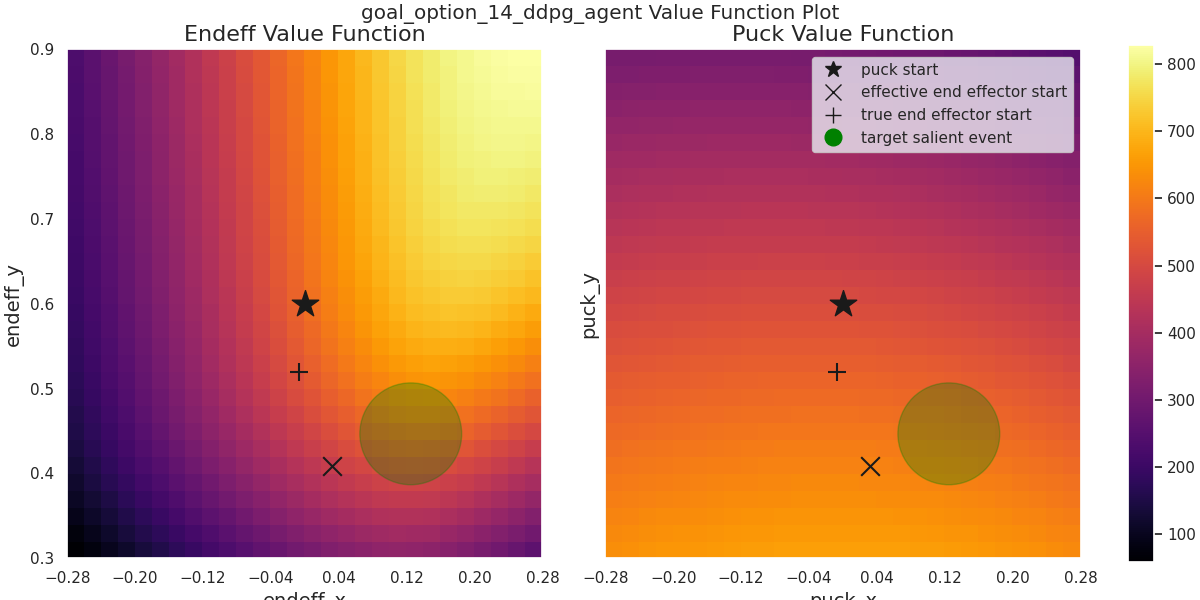 goal_option_14_ddpg_agent Value Function Plot
Endeff Value Function
Puck Value Function
0.9
0.8
0.7
0.6
0.5
0.4
0.3
endeff_y
−0.28 −0.20 −0.12 −0.04 0.04 0.12 0.20 0.28
endeff_x
puck_y
puck start
effective end effector start
true end effector start
target salient event
−0.28 −0.20 −0.12 −0.04 0.04 0.12 0.20 0.28
puck_x
800
700
600
500
400
300
200
100